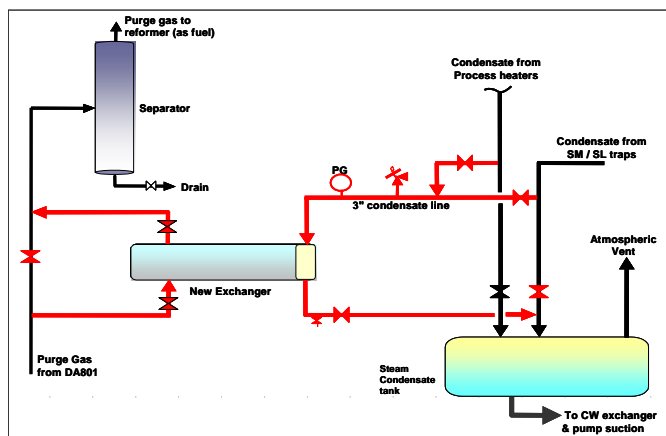 Purge gas to
reformer (as fuel)
Separator
Drain
Condensate from
Process heaters
Condensate from
SM / SL traps
PG
3" condensate line
Atmospheric
Vent
New Exchanger
Purge Gas
from DA801
Steam
Condensate
tank
To CW exchanger
& pump suction